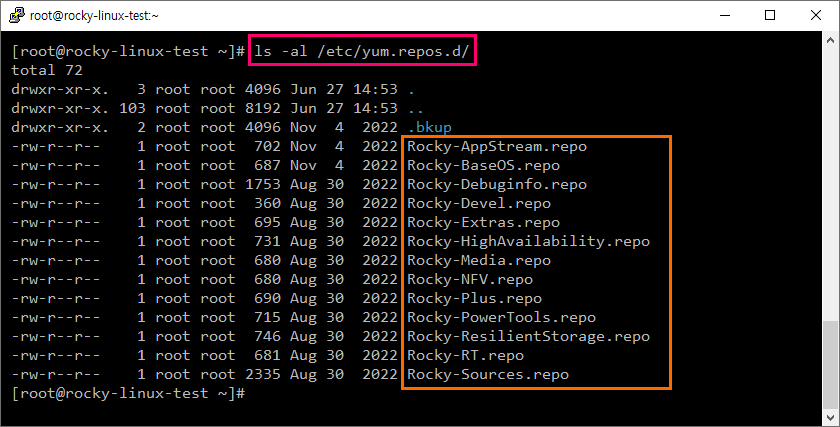 root@rocky-linux-test:~
[root@rocky-linux-test ~]# ls -al /etc/yum.repos.d/
total 72
drwxr-xr-x.   3 root root 4096 Jun 27 14:53 .
drwxr-xr-x. 103 root root 8192 Jun 27 14:53 ..
drwxr-xr-x.   2 root root 4096 Nov  4  2022 .bkup
-rw-r--r--    1 root root  702 Nov  4  2022 Rocky-AppStream.repo
-rw-r--r--    1 root root  687 Nov  4  2022 Rocky-BaseOS.repo
-rw-r--r--    1 root root 1753 Aug 30  2022 Rocky-Debuginfo.repo
-rw-r--r--    1 root root  360 Aug 30  2022 Rocky-Devel.repo
-rw-r--r--    1 root root  695 Aug 30  2022 Rocky-Extras.repo
-rw-r--r--    1 root root  731 Aug 30  2022 Rocky-HighAvailability.repo
-rw-r--r--    1 root root  680 Aug 30  2022 Rocky-Media.repo
-rw-r--r--    1 root root  680 Aug 30  2022 Rocky-NFV.repo
-rw-r--r--    1 root root  690 Aug 30  2022 Rocky-Plus.repo
-rw-r--r--    1 root root  715 Aug 30  2022 Rocky-PowerTools.repo
-rw-r--r--    1 root root  746 Aug 30  2022 Rocky-ResilientStorage.repo
-rw-r--r--    1 root root  681 Aug 30  2022 Rocky-RT.repo
-rw-r--r--    1 root root 2335 Aug 30  2022 Rocky-Sources.repo
[root@rocky-linux-test ~]#